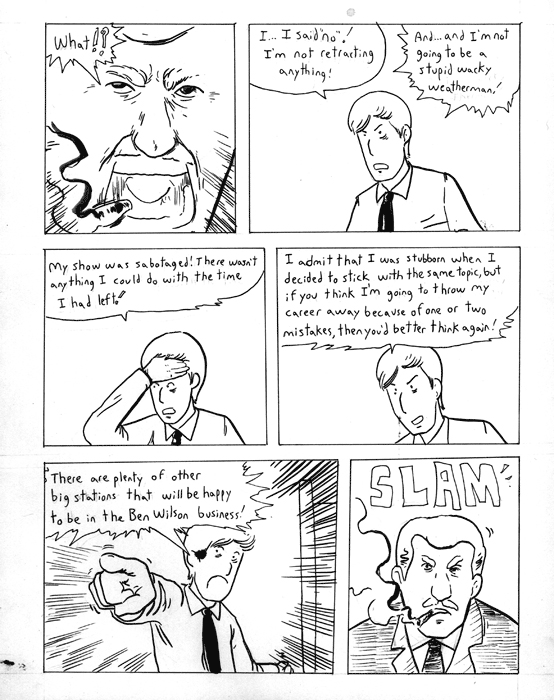 What!?
I... I said "no"!
I'm not retracting
anything!
And... and I'm not
going to be a
stupid wacky
weatherman!
My show was sabotaged! There wasn't
anything I could do with the time
I had left!
I admit that I was stubborn when I
decided to stick with the same topic, but
if you think I'm going to throw my
career away because of one or two
mistakes, then you'd better think again!
There are plenty of other
big stations that will be happy
to be in the Ben Wilson business!
SLAM